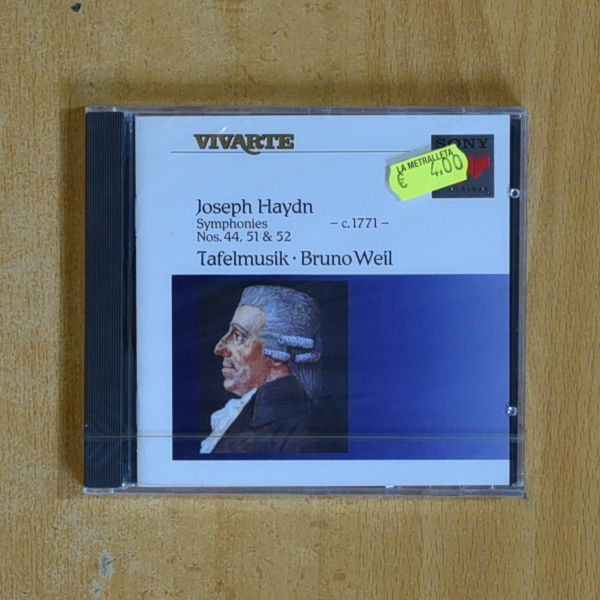 VIVARTE
SONY
LA METRALLETA
€ 4,00
Joseph Haydn
Symphonies – c. 1771 –
Nos. 44, 51 & 52
Tafelmusik · Bruno Weil